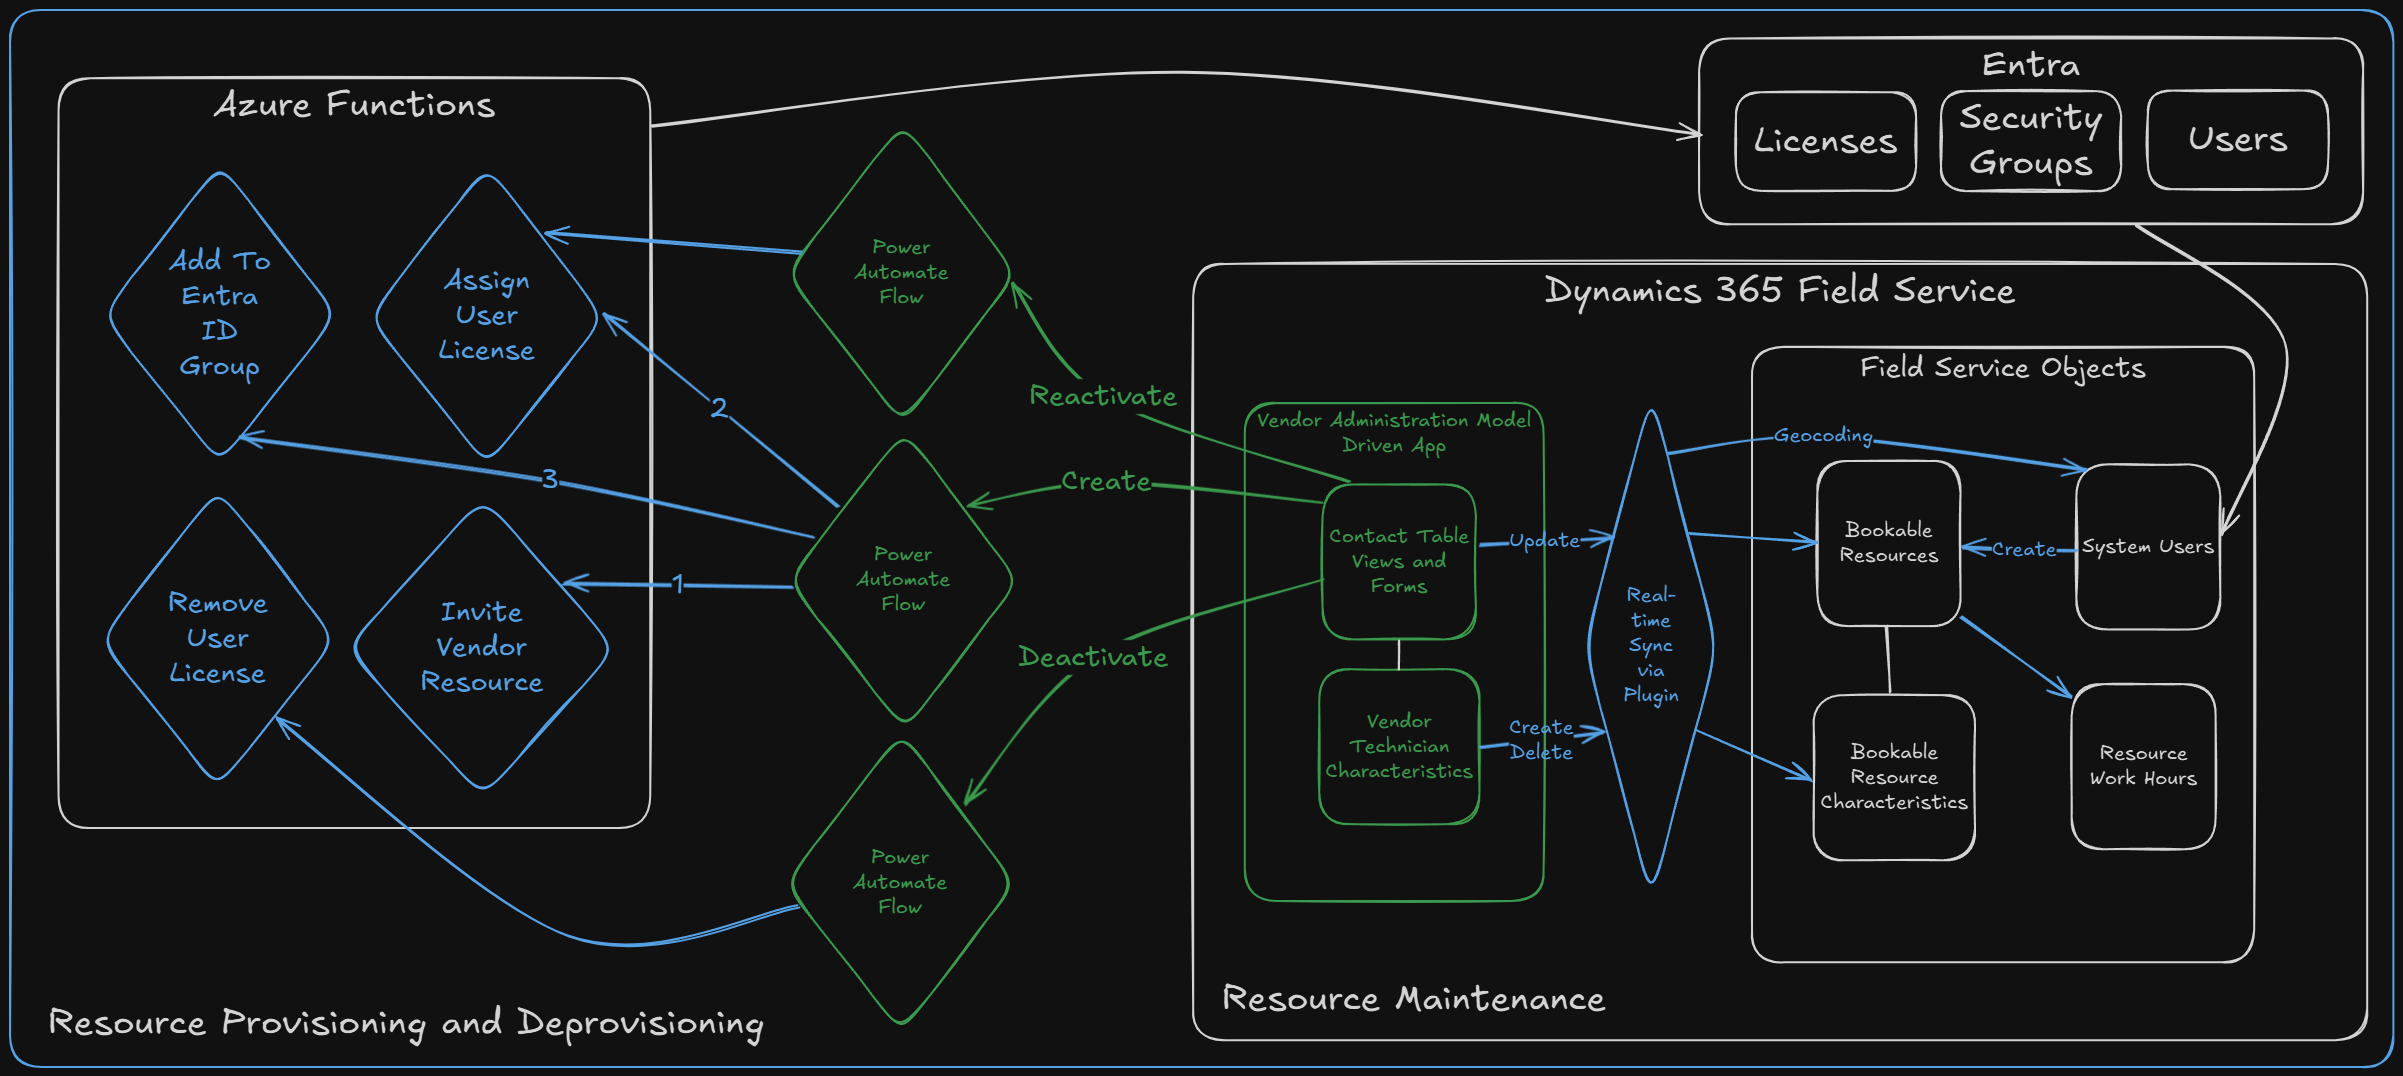 Azure Functions
Add To
Entra
ID
Group
Assign
User
License
Remove
User
License
Invite
Vendor
Resource
Power
Automate
Flow
Power
Automate
Flow
Power
Automate
Flow
2
3
1
Reactivate
Create
Deactivate
Entra
Licenses
Security
Groups
Users
Dynamics 365 Field Service
Vendor Administration Model
Driven App
Contact Table
Views and
Forms
Vendor
Technician
Characteristics
Update
Create
Delete
Real-
time
Sync
via
Plugin
Field Service Objects
Geocoding
Bookable
Resources
Create
System Users
Bookable
Resource
Characteristics
Resource
Work Hours
Resource Maintenance
Resource Provisioning and Deprovisioning